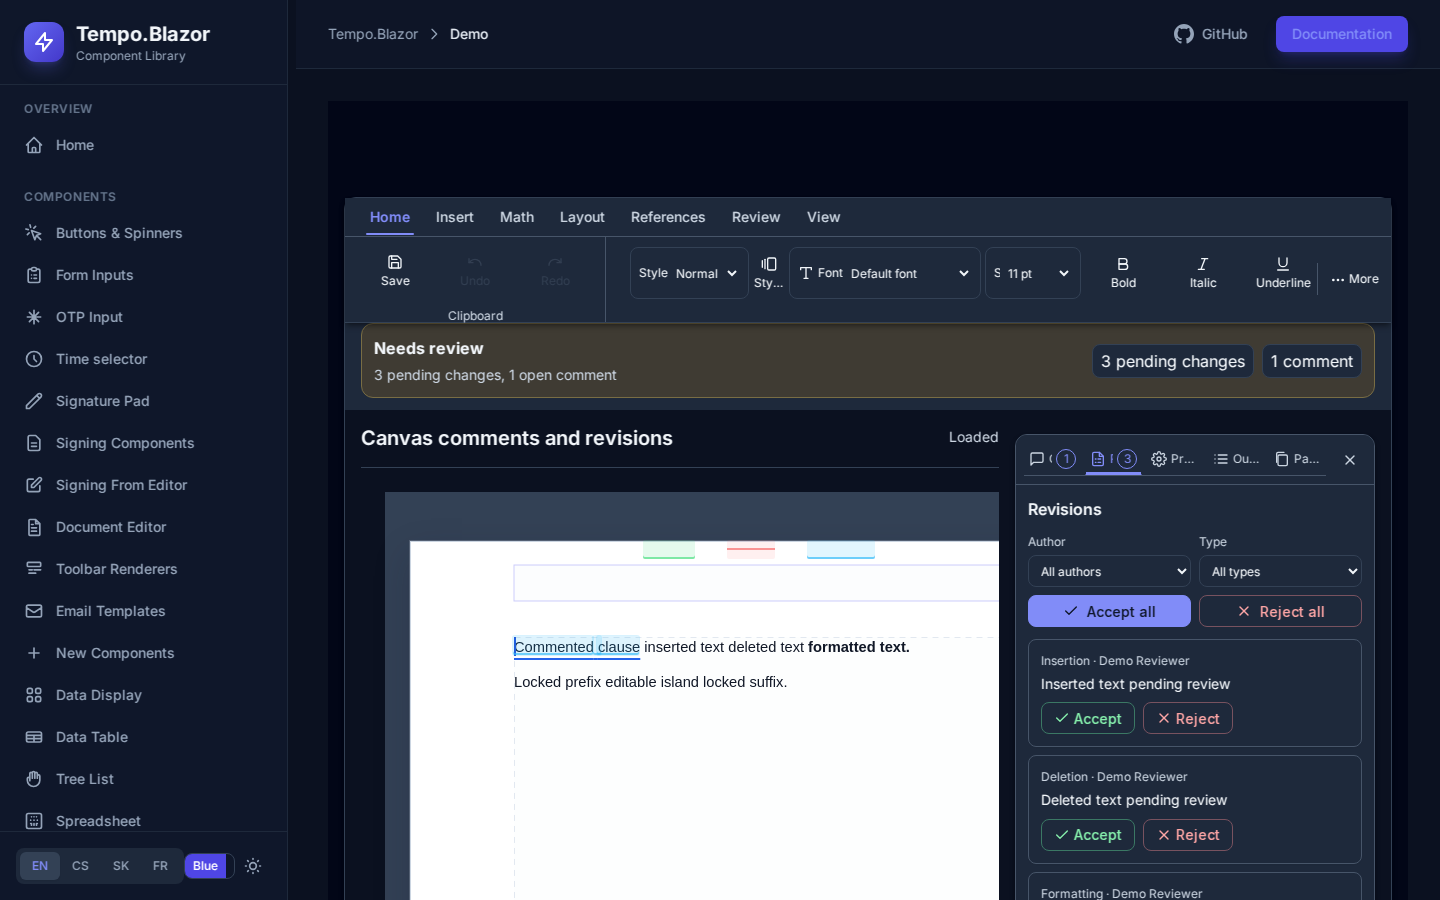 Tempo.Blazor
Component Library
OVERVIEW
Home
COMPONENTS
Buttons & Spinners
Form Inputs
OTP Input
Time selector
Signature Pad
Signing Components
Signing From Editor
Document Editor
Toolbar Renderers
Email Templates
New Components
Data Display
Data Table
Tree List
Spreadsheet
EN CS SK FR Blue
Tempo.Blazor > Demo
GitHub
Documentation
Home Insert Math Layout References Review View
Save Undo Redo
Clipboard
Style Normal
Sty...
Font Default font
S 11 pt
Bold
Italic
Underline
... More
Needs review
3 pending changes, 1 open comment
3 pending changes
1 comment
Canvas comments and revisions
Loaded
Commented clause inserted text deleted text formatted text.
Locked prefix editable island locked suffix.
1 3 Pr... Ou... Pa...
Revisions
Author Type
All authors All types
Accept all Reject all
Insertion · Demo Reviewer
Inserted text pending review
Accept Reject
Deletion · Demo Reviewer
Deleted text pending review
Accept Reject
Formatting · Demo Reviewer